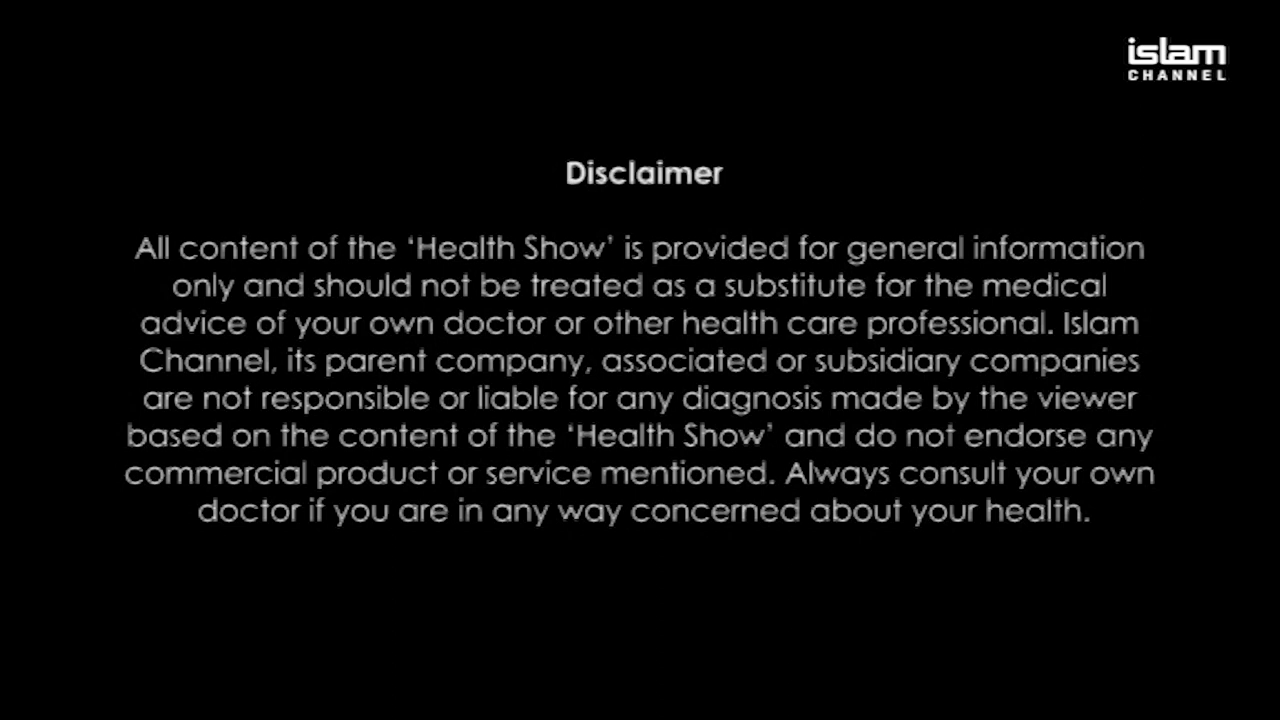 islam
CHANNEL
Disclaimer
All content of the ‘Health Show’ is provided for general information
only and should not be treated as a substitute for the medical
advice of your own doctor or other health care professional. Islam
Channel, its parent company, associated or subsidiary companies
are not responsible or liable for any diagnosis made by the viewer
based on the content of the ‘Health Show’ and do not endorse any
commercial product or service mentioned. Always consult your own
doctor if you are in any way concerned about your health.